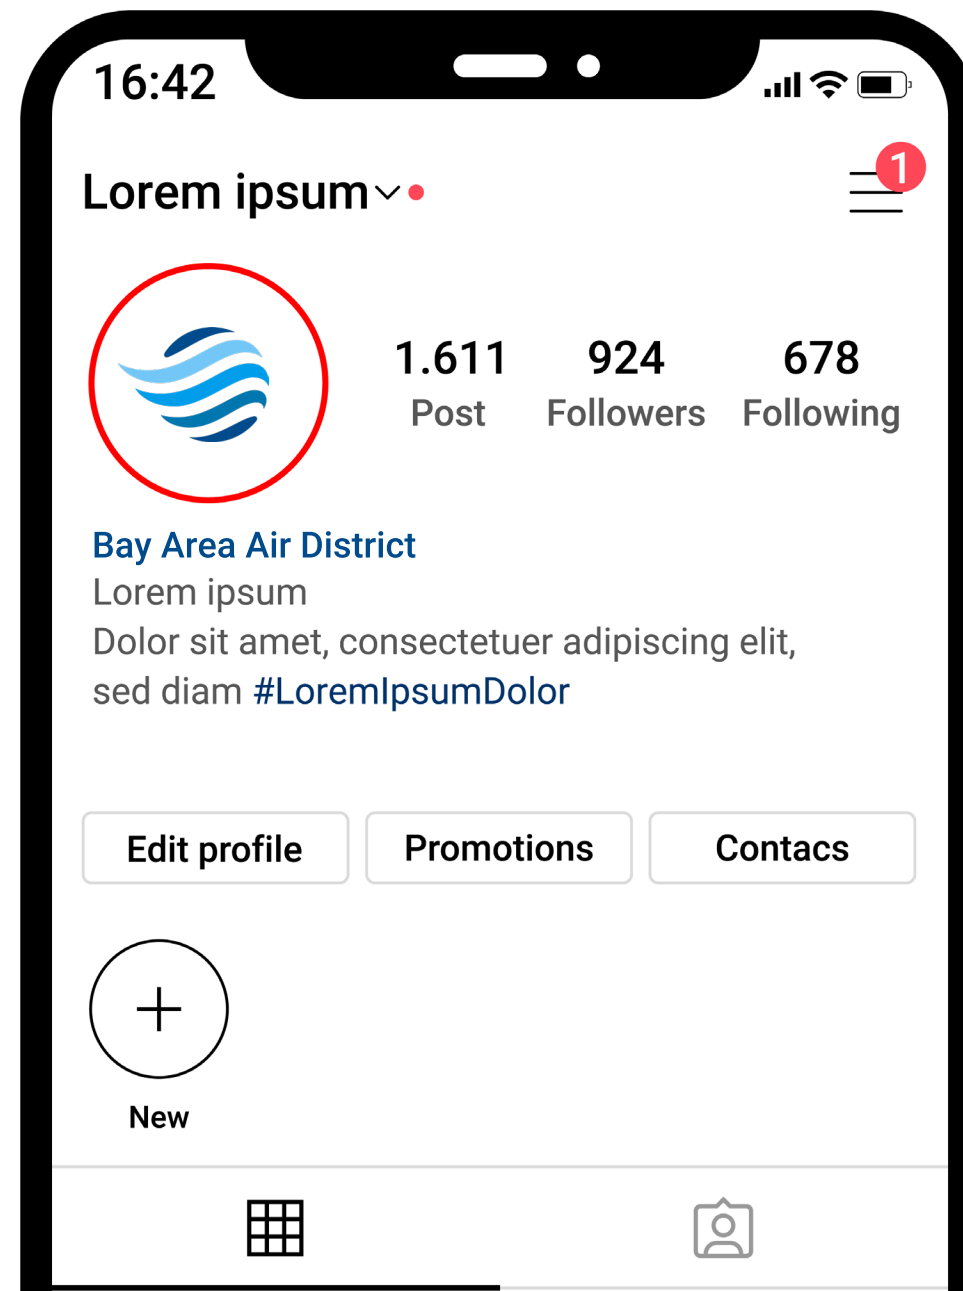 16:42
Lorem ipsum
1
1.611 924 678
Post Followers Following
Bay Area Air District
Lorem ipsum
Dolor sit amet, consectetuer adipiscing elit,
sed diam #LoremIpsumDolor
Edit profile Promotions Contacs
New